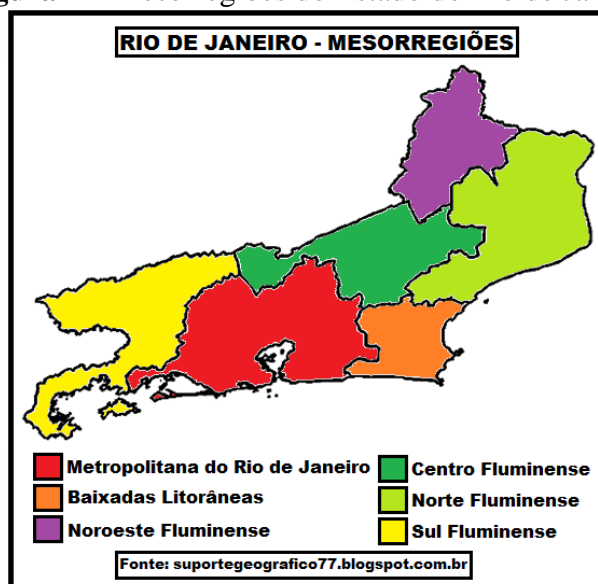 RIO DE JANEIRO - MESORREGIÕES
Metropolitana do Rio de Janeiro
Centro Fluminense
Baixadas Litorâneas
Norte Fluminense
Noroeste Fluminense
Sul Fluminense
Fonte: suportegeografico77.blogspot.com.br